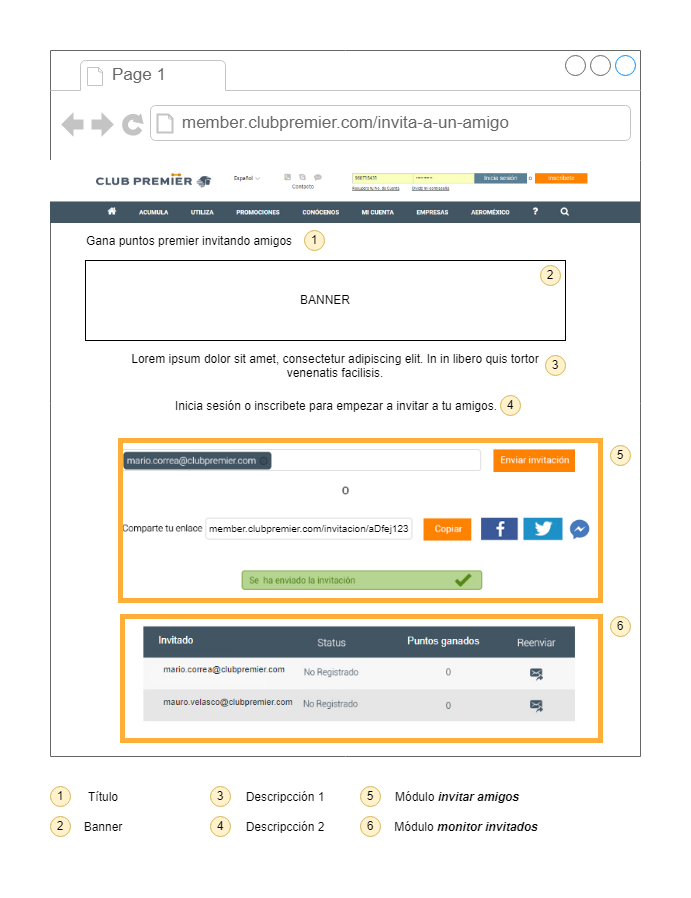 Page 1
member.clubpremier.com/invita-a-un-amigo
CLUB PREMIER
Español
Contacto
Inicia sesión o Inscríbete
Recupera tu No. de Cuenta Olvidé mi contraseña
ACUMULA UTILIZA PROMOCIONES CONÓCENOS MI CUENTA EMPRESAS AEROMÉXICO ?
Gana puntos premier invitando amigos 1
2
BANNER
Lorem ipsum dolor sit amet, consectetur adipiscing elit. In in libero quis tortor
venenatis facilisis.
3
Inicia sesión o inscribete para empezar a invitar a tu amigos. 4
mario.correa@clubpremier.com Enviar invitación 5
O
Comparte tu enlace member.clubpremier.com/invitacion/aDfej123 Copiar f
Se ha enviado la invitación
6
Invitado Status Puntos ganados Reenviar
mario.correa@clubpremier.com No Registrado 0
mauro.velasco@clubpremier.com No Registrado 0
1 Título 3 Descripcción 1 5 Módulo invitar amigos
2 Banner 4 Descripcción 2 6 Módulo monitor invitados